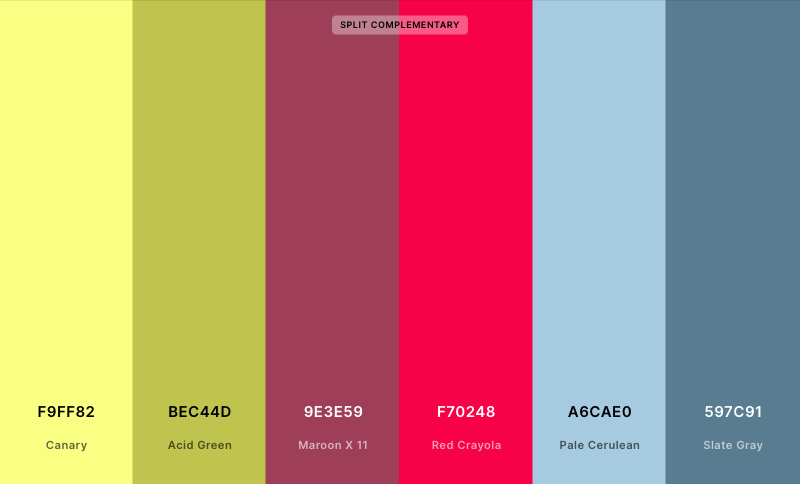 SPLIT COMPLEMENTARY
F9FF82
BEC44D
9E3E59
F70248
A6CAE0
597C91
Canary
Acid Green
Maroon X 11
Red Crayola
Pale Cerulean
Slate Gray